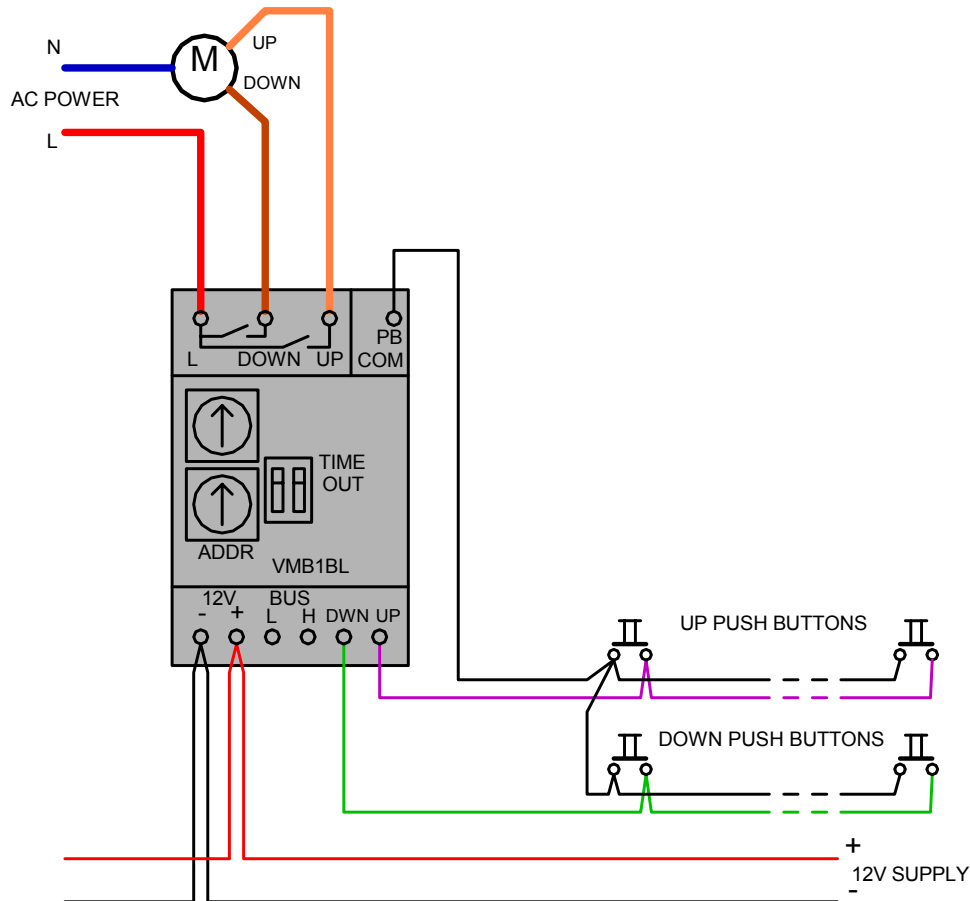 UP
N
M
DOWN
AC POWER
L
PB
L DOWN UP COM
TIME
OUT
ADDR
VMB1BL
12V BUS
- + L H DWN UP
UP PUSH BUTTONS
DOWN PUSH BUTTONS
+
12V SUPPLY
-